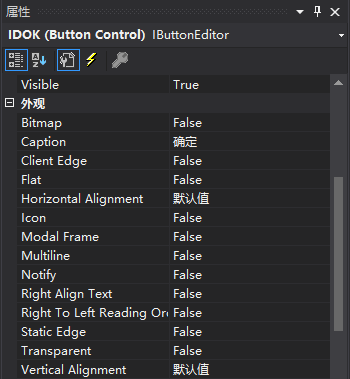 属性
IDOK (Button Control) IButtonEditor
Visible True
外观
Bitmap False
Caption 确定
Client Edge False
Flat False
Horizontal Alignment 默认值
Icon False
Modal Frame False
Multiline False
Notify False
Right Align Text False
Right To Left Reading Ord False
Static Edge False
Transparent False
Vertical Alignment 默认值